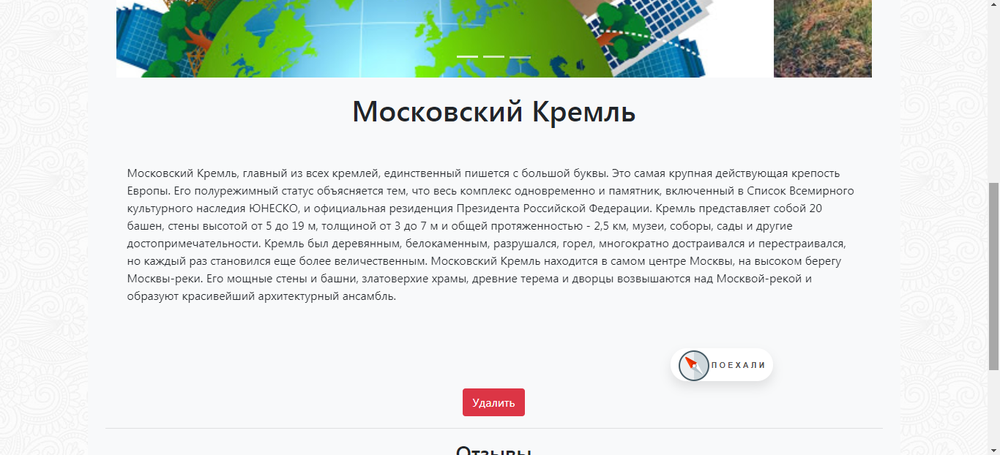 Московский Кремль
Московский Кремль, главный из всех кремлей, единственный пишется с большой буквы. Это самая крупная действующая крепость
Европы. Его полурежимный статус объясняется тем, что весь комплекс одновременно и памятник, включенный в Список Всемирного
культурного наследия ЮНЕСКО, и официальная резиденция Президента Российской Федерации. Кремль представляет собой 20
башен, стены высотой от 5 до 19 м, толщиной от 3 до 7 м и общей протяженностью - 2,5 км, музеи, соборы, сады и другие
достопримечательности. Кремль был деревянным, белокаменным, разрушался, горел, многократно достраивался и перестраивался,
но каждый раз становился еще более величественным. Московский Кремль находится в самом центре Москвы, на высоком берегу
Москвы-реки. Его мощные стены и башни, златоверхие храмы, древние терема и дворцы возвышаются над Москвой-рекой и
образуют красивейший архитектурный ансамбль.
ПОЕХАЛИ
Удалить
Отзывы